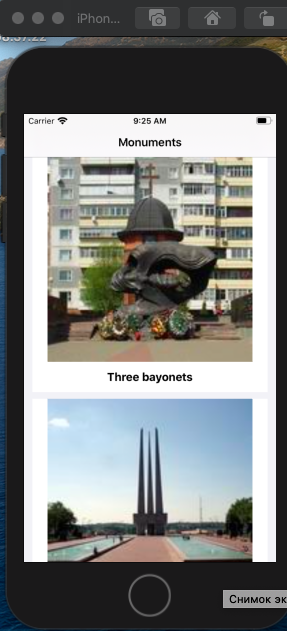 iPhon...
Carrier
9:25 AM
Monuments
Three bayonets
Снимок эк